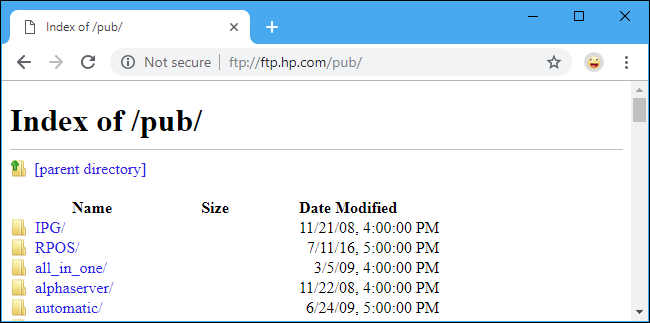 Index of /pub/
Not secure | ftp://ftp.hp.com/pub/
Index of /pub/
[parent directory]
Name Size Date Modified
IPG/ 11/21/08, 4:00:00 PM
RPOS/ 7/11/16, 5:00:00 PM
all_in_one/ 3/5/09, 4:00:00 PM
alphaserver/ 11/22/08, 4:00:00 PM
automatic/ 6/24/09, 5:00:00 PM